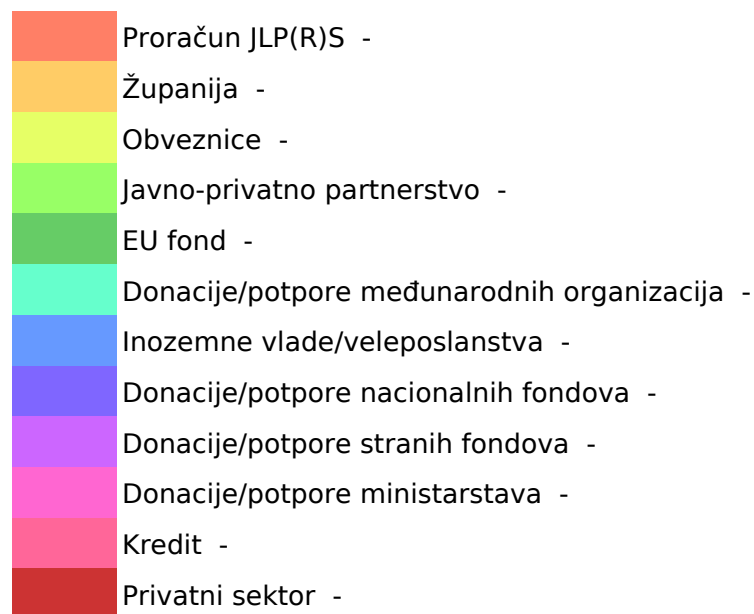 Proračun JLP(R)S -
Županija -
Obveznice -
Javno-privatno partnerstvo -
EU fond -
Donacije/potpore međunarodnih organizacija -
Inozemne vlade/veleposlanstva -
Donacije/potpore nacionalnih fondova -
Donacije/potpore stranih fondova -
Donacije/potpore ministarstava -
Kredit -
Privatni sektor -